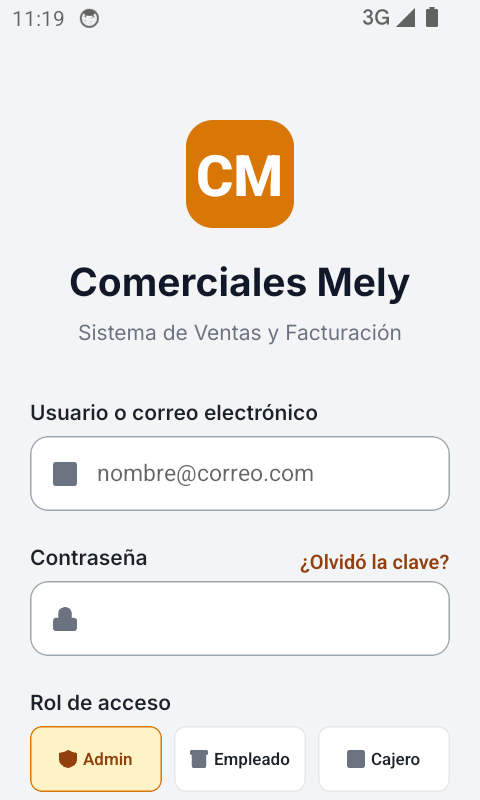 11:19
3G
CM
Comerciales Mely
Sistema de Ventas y Facturación
Usuario o correo electrónico
nombre@correo.com
Contraseña
¿Olvidó la clave?
Rol de acceso
Admin
Empleado
Cajero